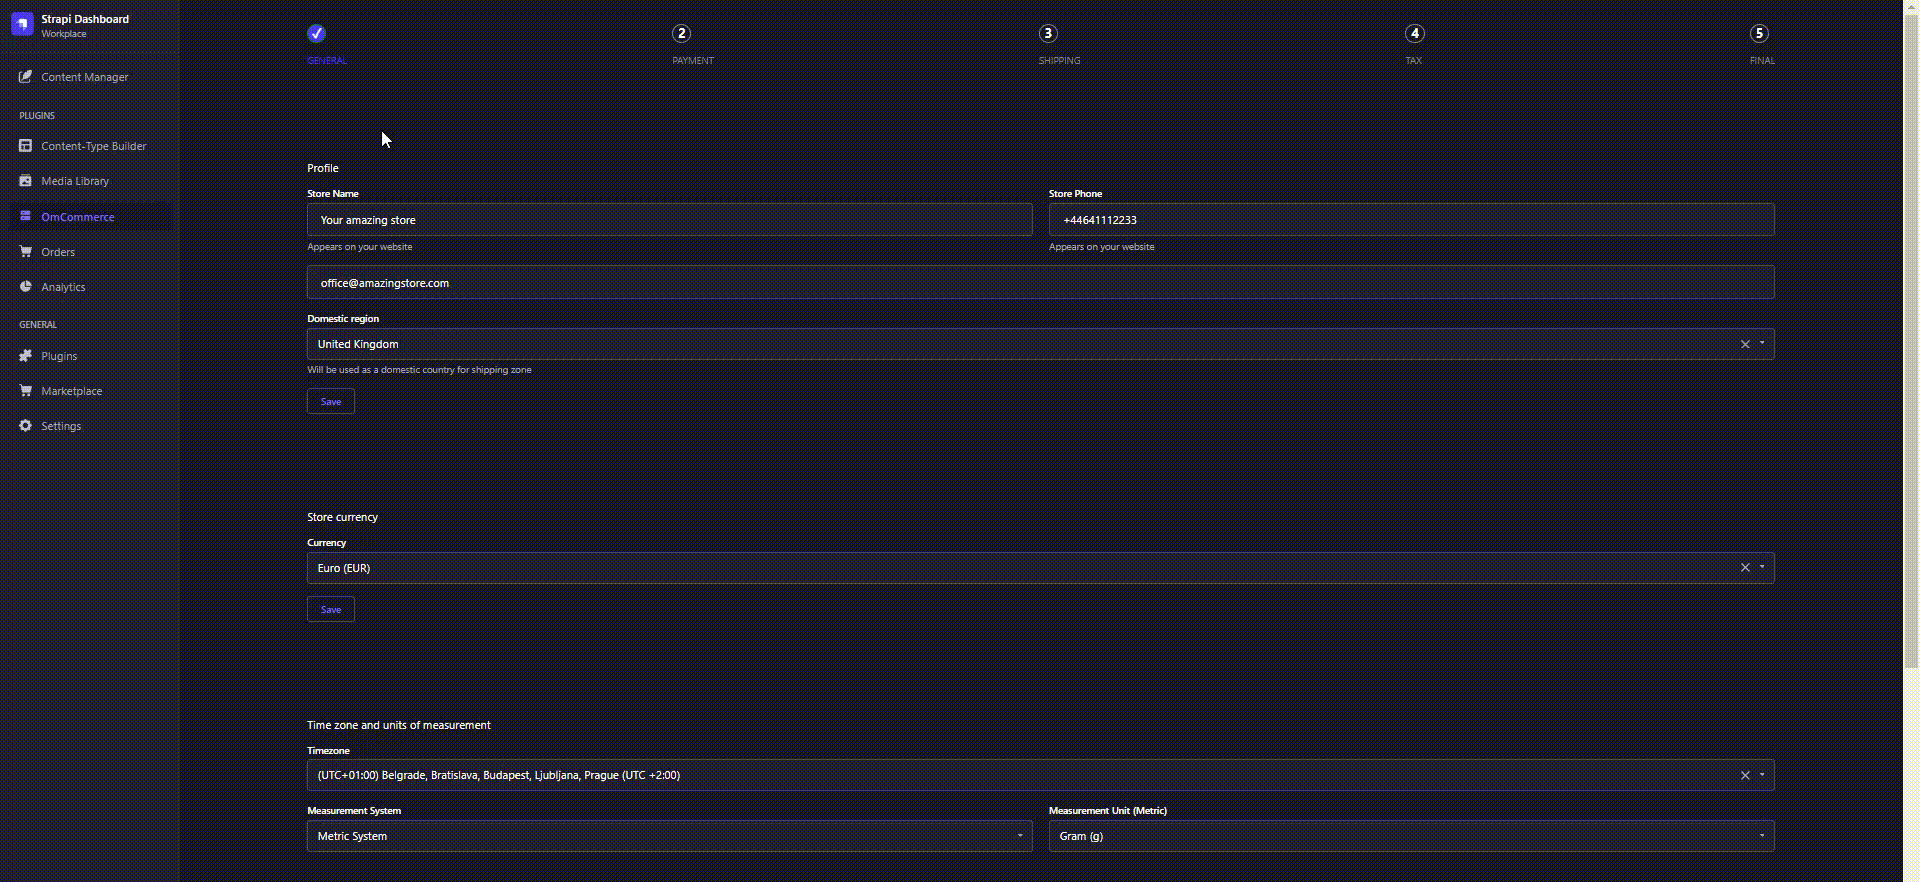 Strapi Dashboard
Workplace
Content Manager
PLUGINS
Content-Type Builder
Media Library
OmCommerce
Orders
Analytics
GENERAL
Plugins
Marketplace
Settings
GENERAL
2
PAYMENT
3
SHIPPING
4
TAX
5
FINAL
Profile
Store Name
Your amazing store
Appears on your website
Store Phone
+44641112233
Appears on your website
office@amazingstore.com
Domestic region
United Kingdom
Will be used as a domestic country for shipping zone
Save
Store currency
Currency
Euro (EUR)
Save
Time zone and units of measurement
Timezone
(UTC+01:00) Belgrade, Bratislava, Budapest, Ljubljana, Prague (UTC +2:00)
Measurement System
Metric System
Measurement Unit (Metric)
Gram (g)